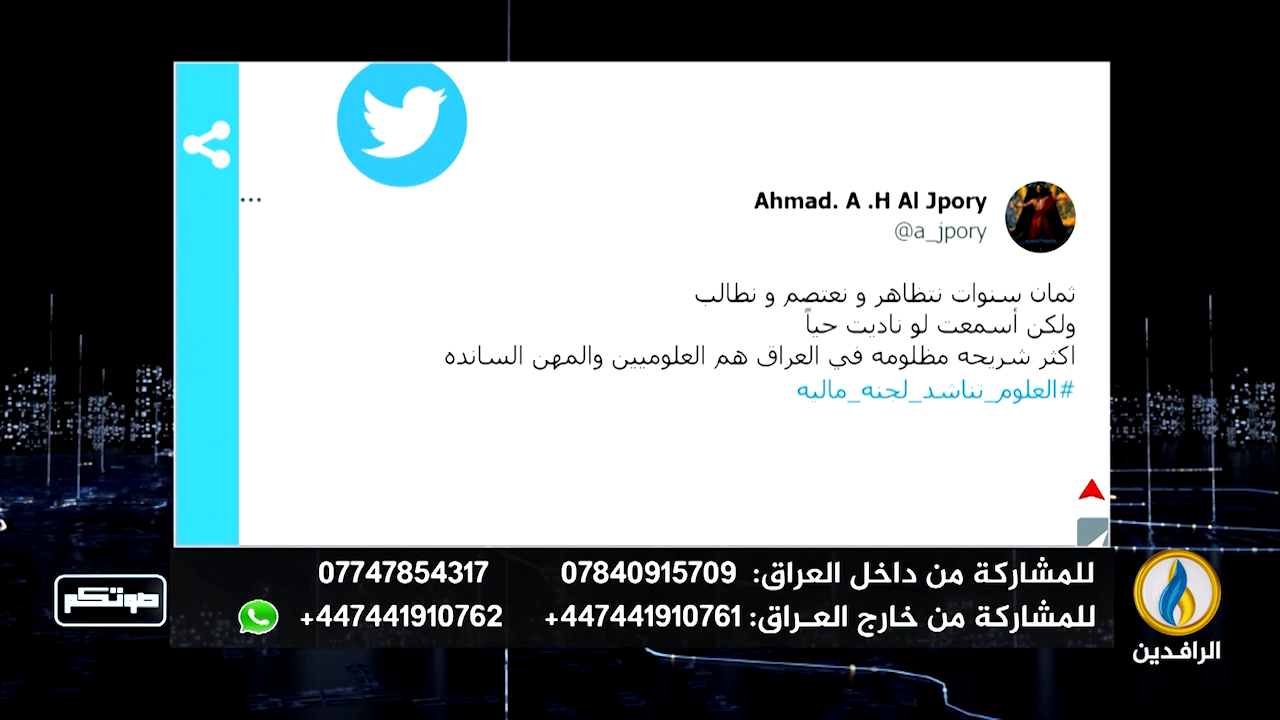 ...
Ahmad. A .H Al Jpory
@a_jpory
ثمان سنوات نتظاهر و نعتصم و نطالب
ولكن أسمعت لو ناديت حياً
اكثر شريحه مظلومه في العراق هم العلوميين والمهن السانده
#العلوم_تناشد_لجنه_ماليه
للمشاركة من داخل العراق: 07840915709 07747854317
للمشاركة من خارج العـراق: 447441910761+ 447441910762+
صوتكم
الرافدين